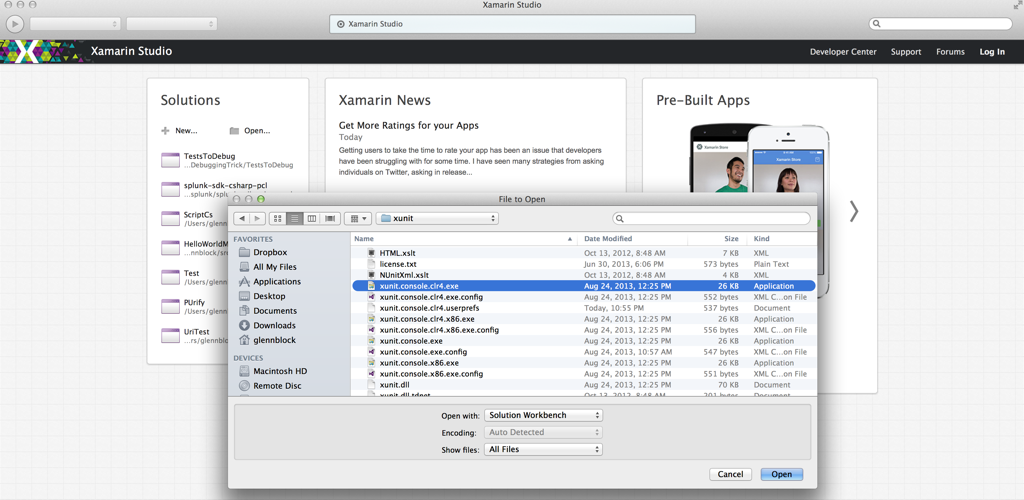 Xamarin Studio
Xamarin Studio
Xamarin Studio
Developer Center
Support
Forums
Log In
Solutions
New...
Open...
TestsToDebug
...DebuggingTrick/TestsToDebug
splunk-sdk-csharp-pcl
ScriptCs
/Users/glenn
HelloWorldM
Test
/Users/g
PUrify
/Users/g
UriTest
...rs/glennblo
Xamarin News
Get More Ratings for your Apps
Today
Getting users to take the time to rate your app has been an issue that developers
have been struggling with for some time. I have seen many strategies from asking
individuals on Twitter, asking in release...
Pre-Built Apps
Xamarin Store
Xamarin Store
File to Open
xunit
FAVORITES
Dropbox
All My Files
Applications
Desktop
Documents
Downloads
glennblock
DEVICES
Macintosh HD
Remote Disc
Name Date Modified Size Kind
HTML.xslt Oct 13, 2012, 8:48 AM 7 KB XML
license.txt Jun 30, 2013, 6:06 PM 573 bytes Plain Text
NUnitXml.xslt Oct 13, 2012, 8:48 AM 4 KB XML
xunit.console.clr4.exe Aug 24, 2013, 12:25 PM 26 KB Application
xunit.console.clr4.exe.config Aug 24, 2013, 12:25 PM 552 bytes XML C...on File
xunit.console.clr4.userprefs Today, 10:55 PM 537 bytes Document
xunit.console.clr4.x86.exe Aug 24, 2013, 12:25 PM 26 KB Application
xunit.console.clr4.x86.exe.config Aug 24, 2013, 12:25 PM 556 bytes XML C...on File
xunit.console.exe Aug 24, 2013, 12:25 PM 26 KB Application
xunit.console.exe.config Aug 24, 2013, 10:57 AM 547 bytes XML C...on File
xunit.console.x86.exe Aug 24, 2013, 12:25 PM 26 KB Application
xunit.console.x86.exe.config Aug 24, 2013, 12:25 PM 551 bytes XML C...on File
xunit.dll Aug 24, 2013, 12:25 PM 70 KB Document
xunit.dll.tdnet Oct 13, 2012, 8:48 AM 201 bytes Document
Open with: Solution Workbench
Encoding: Auto Detected
Show files: All Files
Cancel
Open